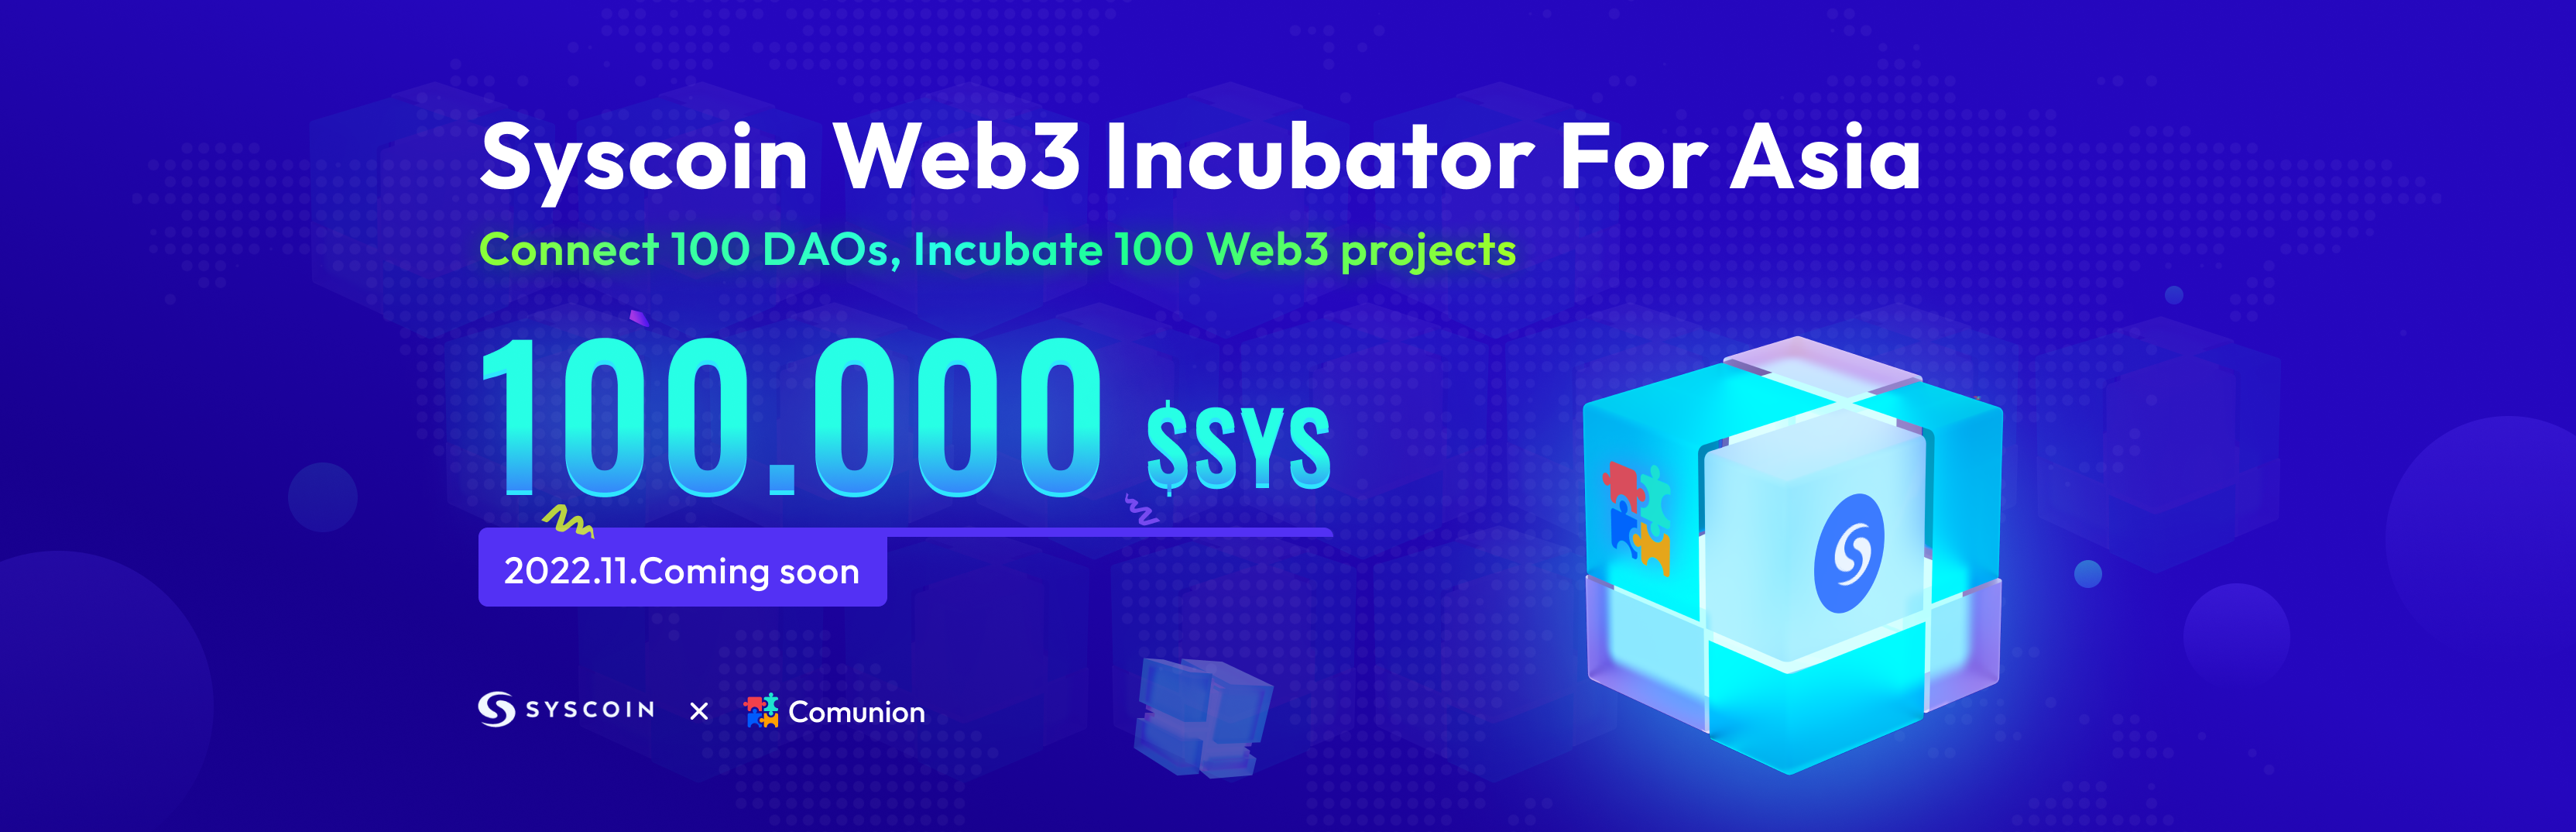 Syscoin Web3 Incubator For Asia
Connect 100 DAOs, Incubate 100 Web3 projects
100.000 $SYS
2022.11.Coming soon
SYSCOIN × Comunion